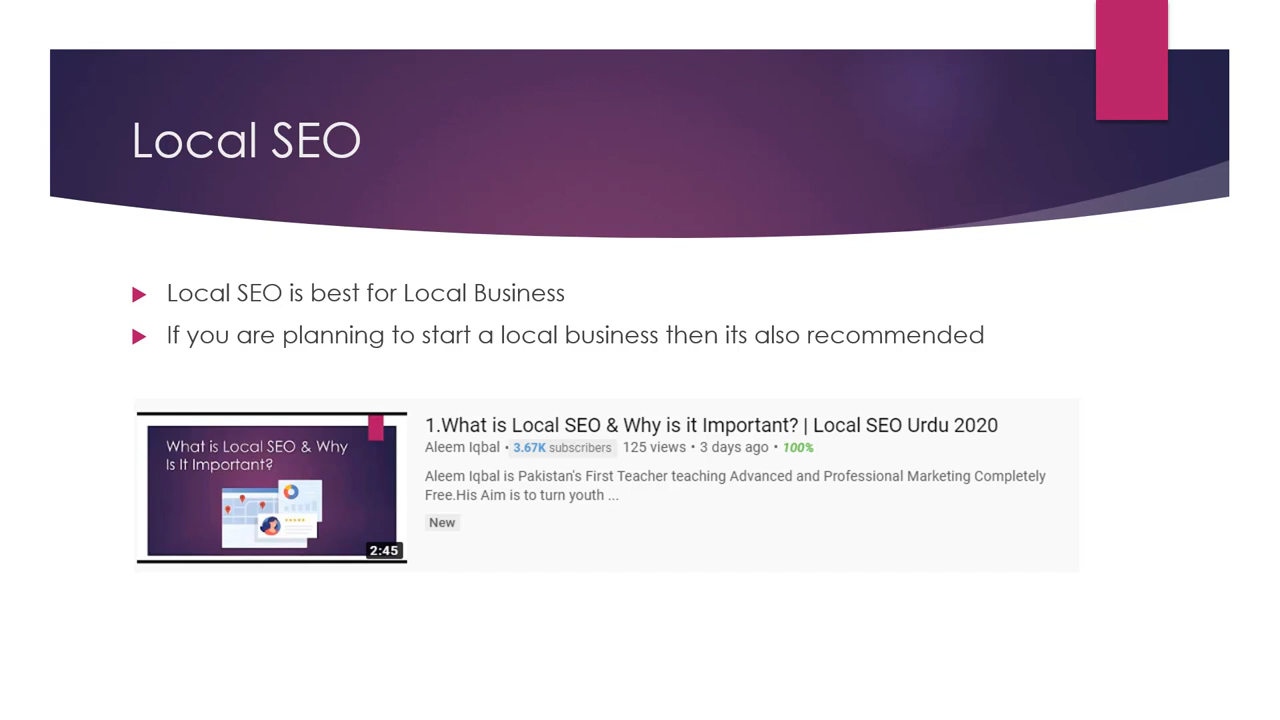 Local SEO
Local SEO is best for Local Business
If you are planning to start a local business then its also recommended
What is Local SEO & Why
Is It Important?
2:45
1.What is Local SEO & Why is it Important? | Local SEO Urdu 2020
Aleem Iqbal • 3.67K subscribers 125 views • 3 days ago • 100%
Aleem Iqbal is Pakistan's First Teacher teaching Advanced and Professional Marketing Completely
Free.His Aim is to turn youth ...
New